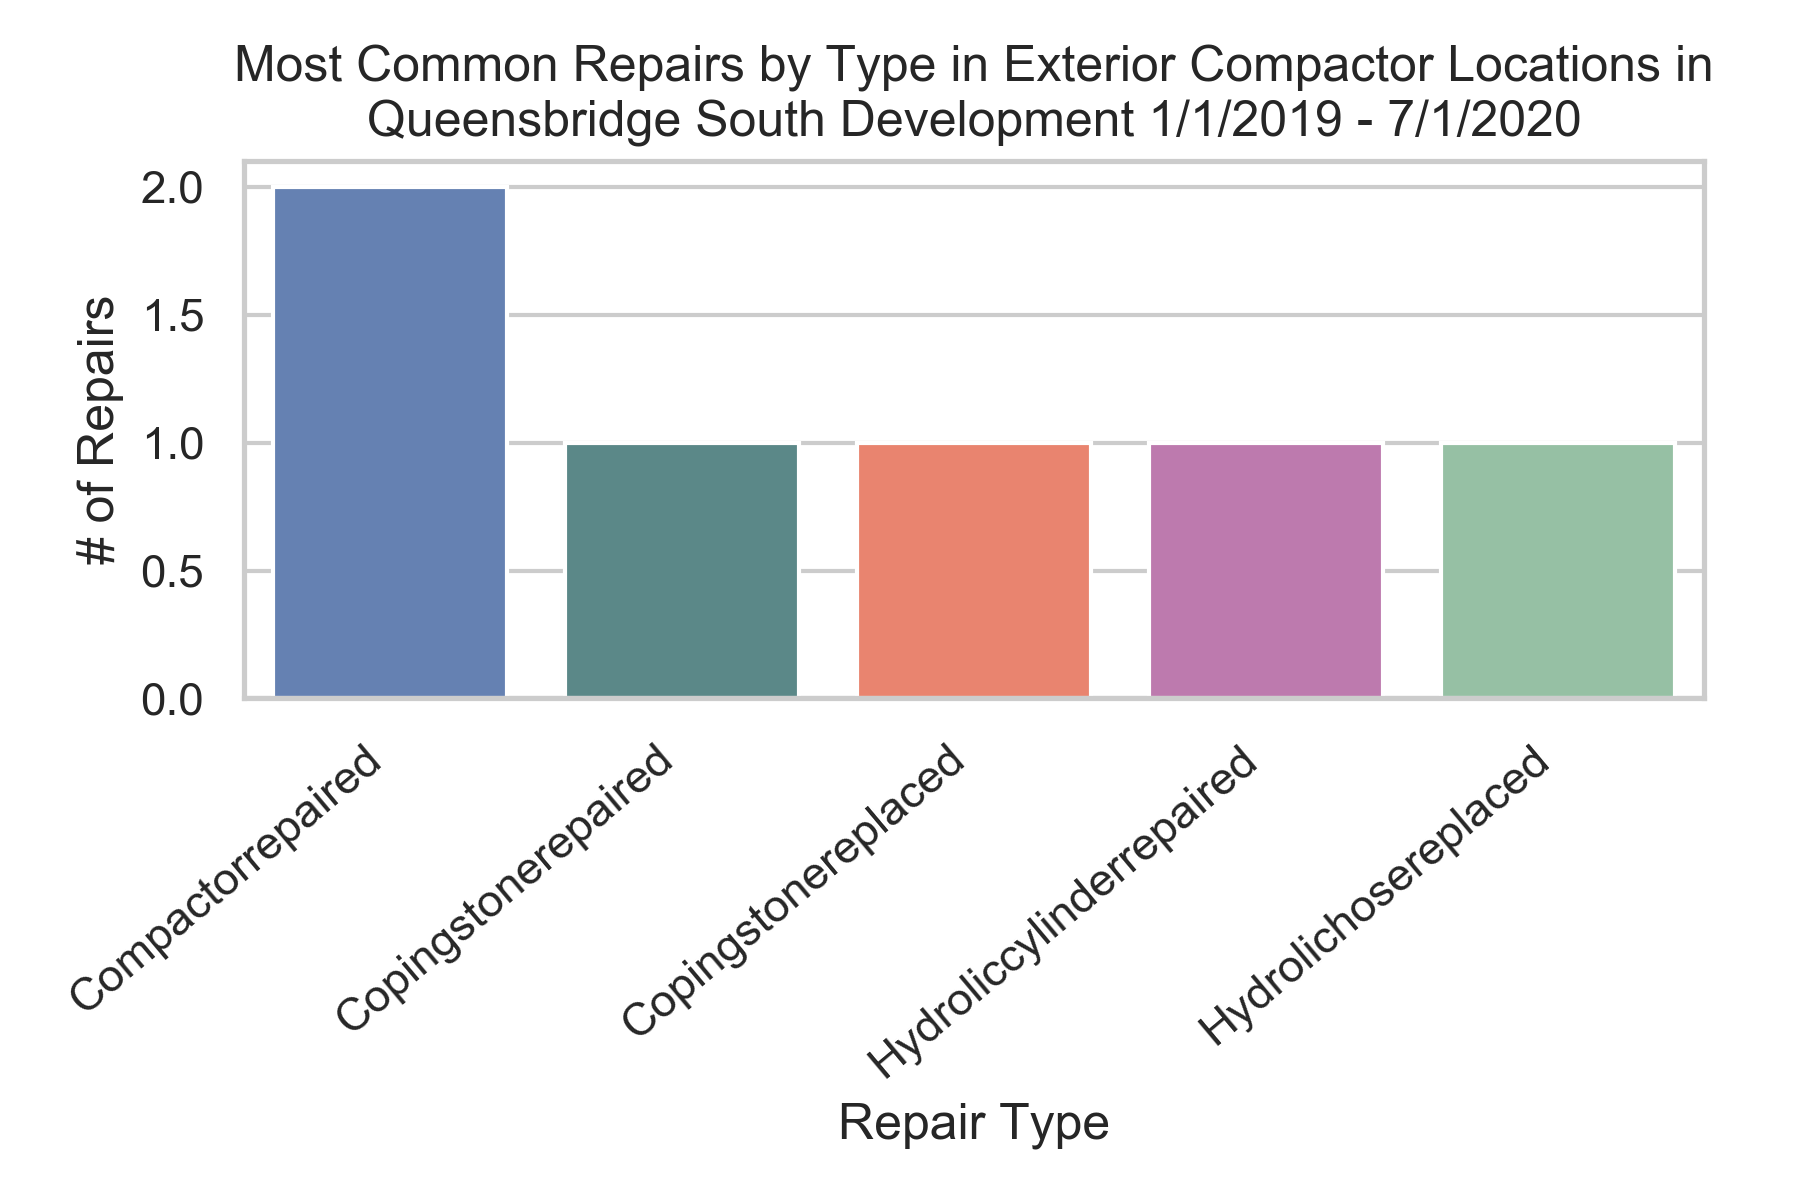 Most Common Repairs by Type in Exterior Compactor Locations in
Queensbridge South Development 1/1/2019 - 7/1/2020
# of Repairs
2.0
1.5
1.0
0.5
0.0
Compactorrepaired
Copingstonerepaired
Copingstonereplaced
Hydroliccylinderrepaired
Hydrolichosereplaced
Repair Type